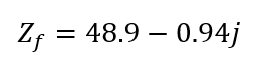 Z_f = 48.9 − 0.94j